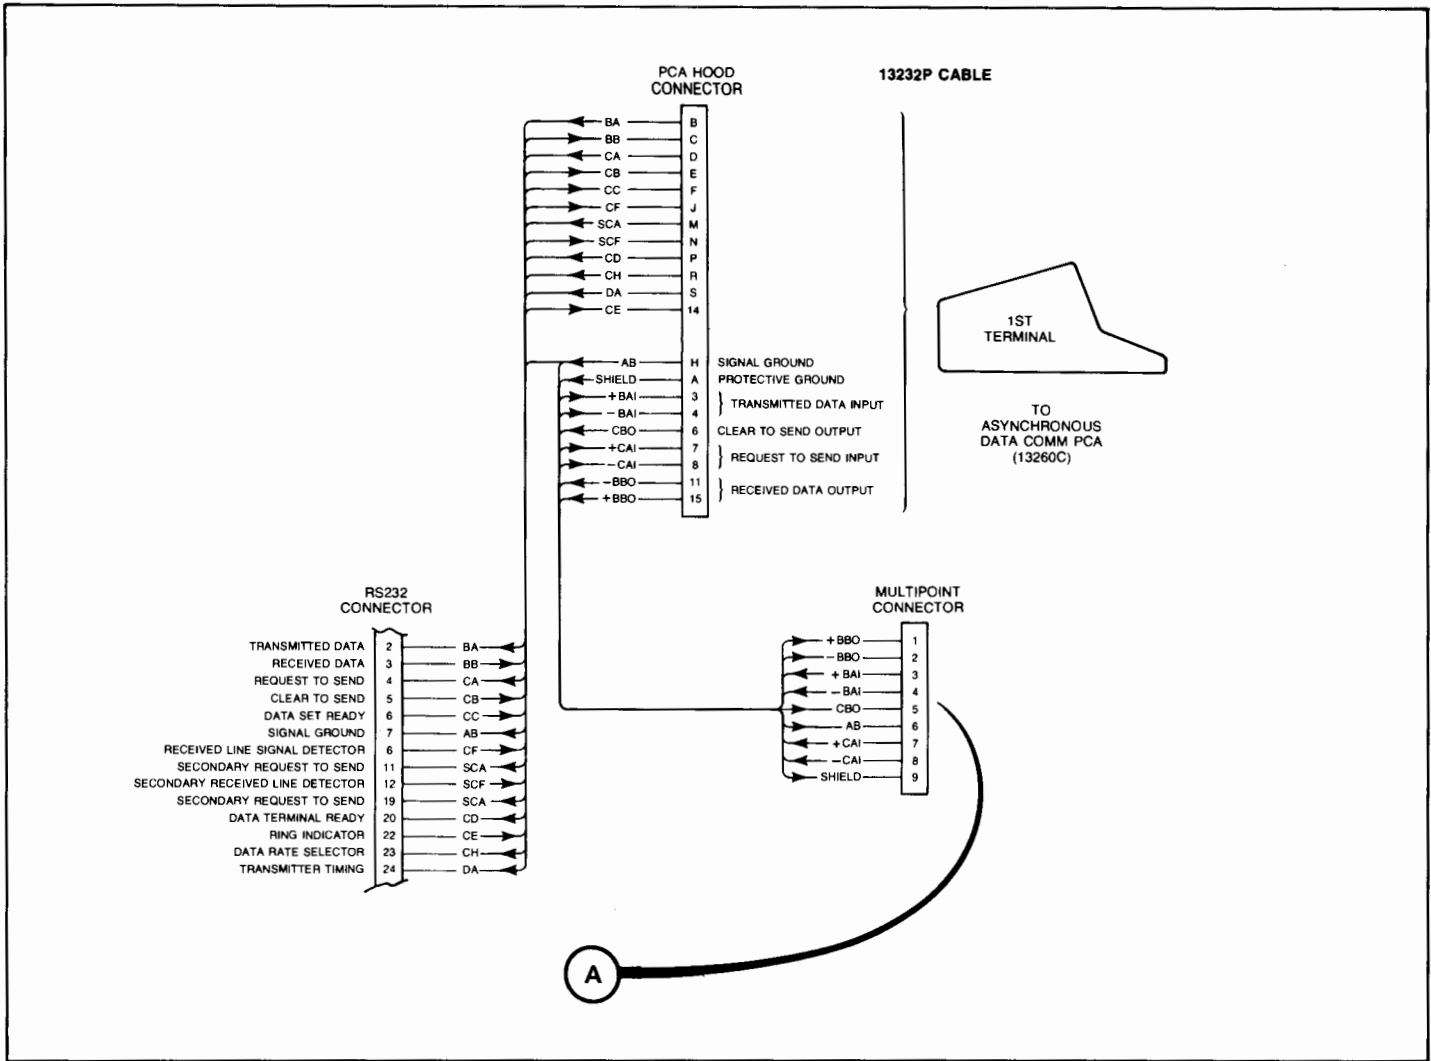 PCA HOOD
CONNECTOR
13232P CABLE
BA B
BB C
CA D
CB E
CC F
CF J
SCA M
SCF N
CD P
CH R
DA S
CE 14
AB H SIGNAL GROUND
SHIELD A PROTECTIVE GROUND
+BAI 3
TRANSMITTED DATA INPUT
−BAI 4
CBO 6 CLEAR TO SEND OUTPUT
+CAI 7
REQUEST TO SEND INPUT
−CAI 8
−BBO 11
RECEIVED DATA OUTPUT
+BBO 15
1ST
TERMINAL
TO
ASYNCHRONOUS
DATA COMM PCA
(13260C)
RS232
CONNECTOR
TRANSMITTED DATA 2 BA
RECEIVED DATA 3 BB
REQUEST TO SEND 4 CA
CLEAR TO SEND 5 CB
DATA SET READY 6 CC
SIGNAL GROUND 7 AB
RECEIVED LINE SIGNAL DETECTOR 6 CF
SECONDARY REQUEST TO SEND 11 SCA
SECONDARY RECEIVED LINE DETECTOR 12 SCF
SECONDARY REQUEST TO SEND 19 SCA
DATA TERMINAL READY 20 CD
RING INDICATOR 22 CE
DATA RATE SELECTOR 23 CH
TRANSMITTER TIMING 24 DA
MULTIPOINT
CONNECTOR
+BBO 1
−BBO 2
+BAI 3
−BAI 4
CBO 5
AB 6
+CAI 7
−CAI 8
SHIELD 9
A